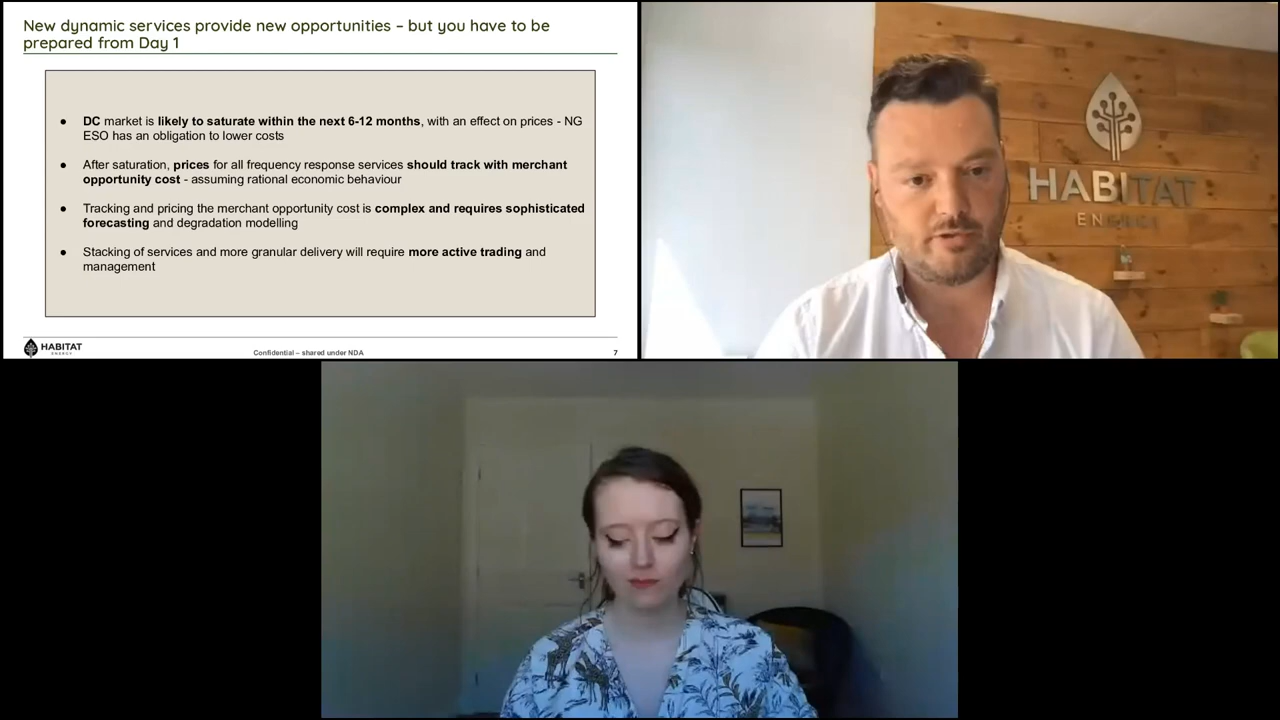 New dynamic services provide new opportunities – but you have to be
prepared from Day 1
● DC market is likely to saturate within the next 6-12 months, with an effect on prices - NG
ESO has an obligation to lower costs
● After saturation, prices for all frequency response services should track with merchant
opportunity cost - assuming rational economic behaviour
● Tracking and pricing the merchant opportunity cost is complex and requires sophisticated
forecasting and degradation modelling
● Stacking of services and more granular delivery will require more active trading and
management
HABITAT
ENERGY
Confidential – shared under NDA
7
HABITAT
ENERGY